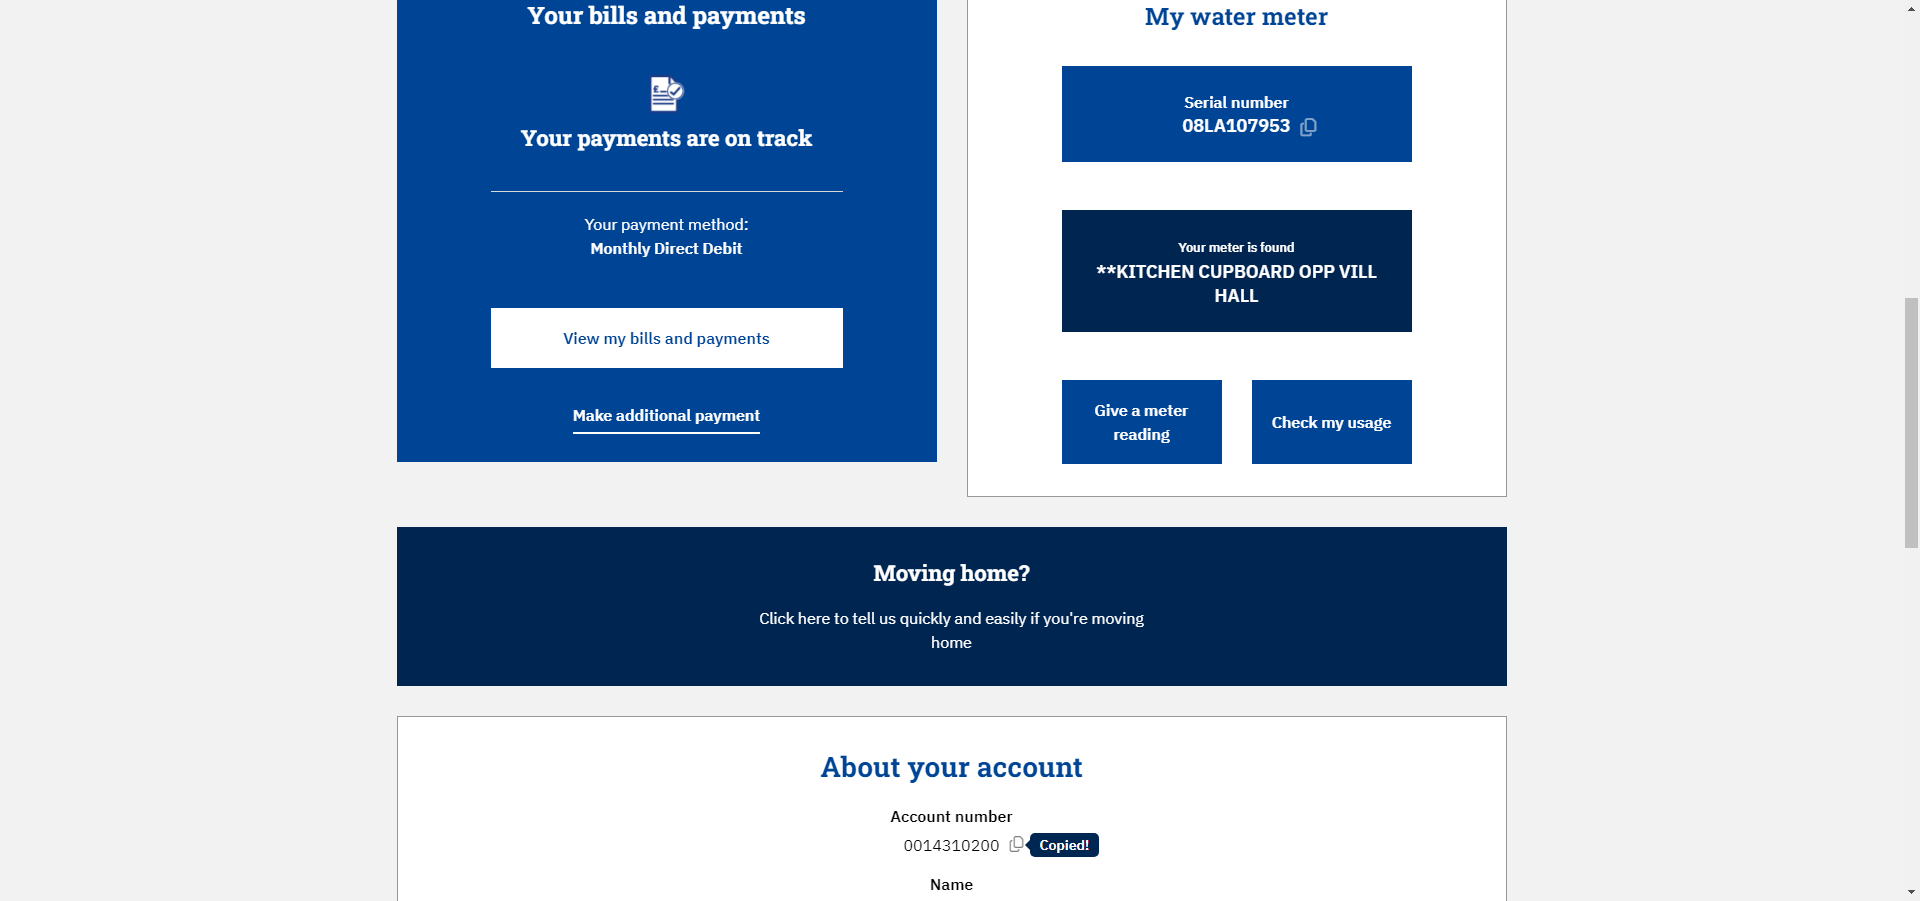 Your bills and payments
Your payments are on track
Your payment method:
Monthly Direct Debit
View my bills and payments
Make additional payment
My water meter
Serial number
08LA107953
Your meter is found
**KITCHEN CUPBOARD OPP VILL
HALL
Give a meter
reading
Check my usage
Moving home?
Click here to tell us quickly and easily if you're moving
home
About your account
Account number
0014310200
Copied!
Name